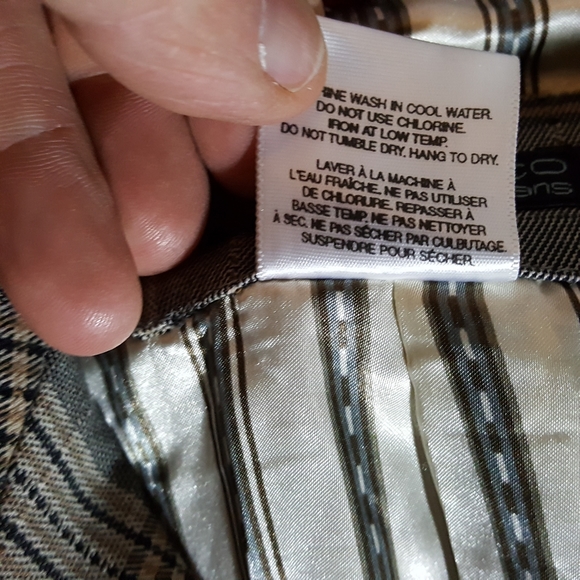 WASH IN COOL WATER.
DO NOT USE CHLORINE.
IRON AT LOW TEMP.
DO NOT TUMBLE DRY. HANG TO DRY.
LAVER À LA MACHINE À
L'EAU FRAÎCHE. NE PAS UTILISER
DE CHLORURE. REPASSER À
BASSE TEMP. NE PAS NETTOYER
À SEC. NE PAS SÉCHER PAR CULBUTAGE.
SUSPENDRE POUR SÉCHER.